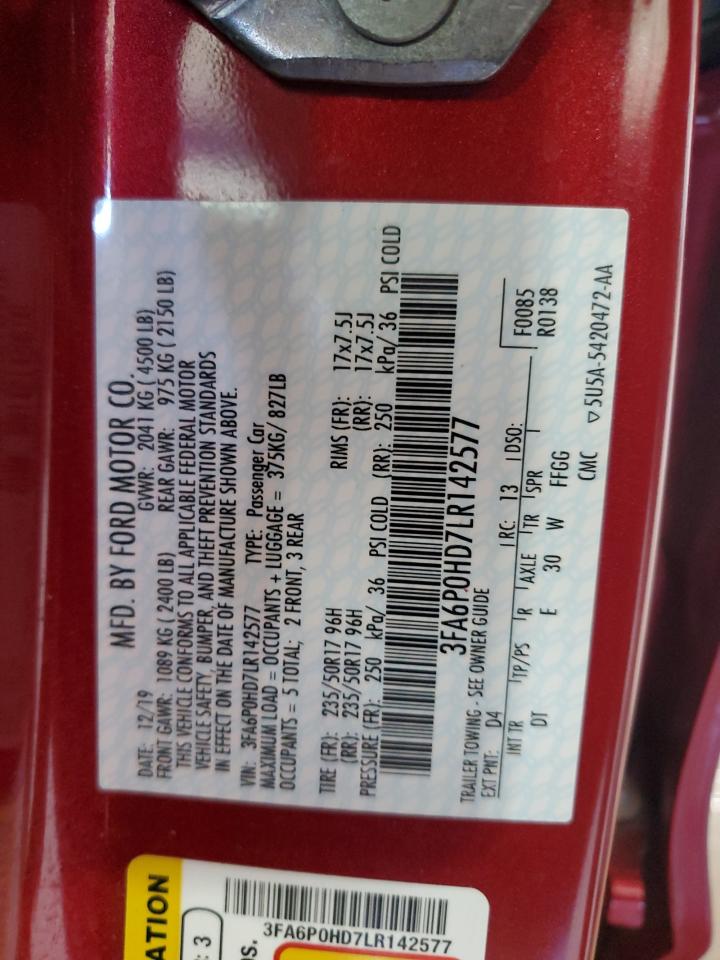 MFD. BY FORD MOTOR CO.
DATE: 12/19 GVWR: 2041 KG ( 4500 LB)
FRONT GAWR: 1089 KG ( 2400 LB) REAR GAWR: 975 KG ( 2150 LB)
THIS VEHICLE CONFORMS TO ALL APPLICABLE FEDERAL MOTOR
VEHICLE SAFETY, BUMPER, AND THEFT PREVENTION STANDARDS
IN EFFECT ON THE DATE OF MANUFACTURE SHOWN ABOVE.
VIN: 3FA6P0HD7LR142577 TYPE: Passenger Car
MAXIMUM LOAD = OCCUPANTS + LUGGAGE = 375KG/ 827LB
OCCUPANTS = 5 TOTAL; 2 FRONT, 3 REAR
TIRE (FR): 235/50R17 96H RIMS (FR): 17x7.5J
(RR): 235/50R17 96H (RR): 17x7.5J
PRESSURE (FR): 250 kPa/ 36 PSI COLD (RR): 250 kPa/ 36 PSI COLD
3FA6P0HD7LR142577
TRAILER TOWING - SEE OWNER GUIDE
EXT PNT: D4 RC: 13 DSO: F0085
R0138
INT TR TP/PS R AXLE TR SPR
DT E 30 W FFGG
CMC ▽ 5U5A-5420472-AA
ATION
: 3
os.
3FA6P0HD7LR142577